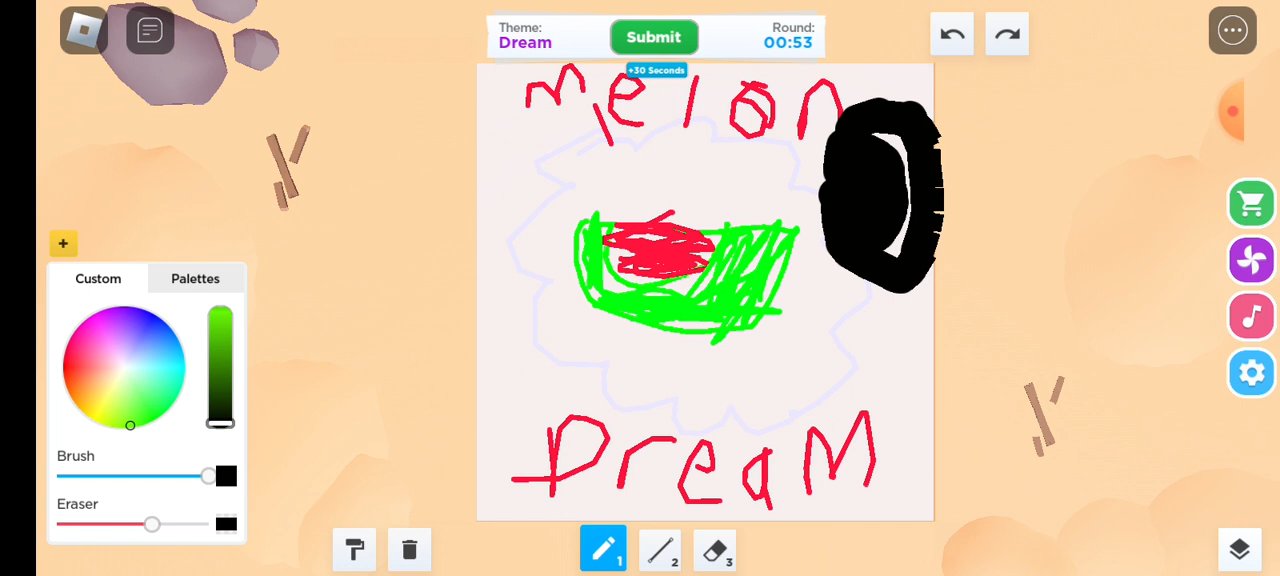 Theme:
Dream
Submit
Round:
00:53
+30 Seconds
Melon
+
Custom
Palettes
Brush
Eraser
Dream
1
2
3